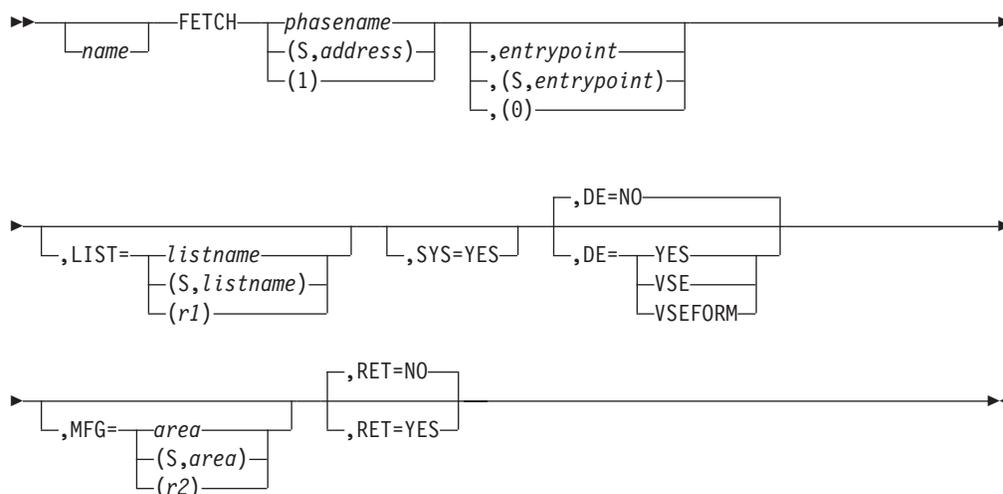 FETCH phasename
name (S,address) ,entrypoint
(1) ,(S,entrypoint)
,(0)
,DE=NO
,LIST= listname ,SYS=YES ,DE= YES
(S,listname) VSE
(r1) VSEFORM
,RET=NO
,MFG= area ,RET=YES
(S,area)
(r2)